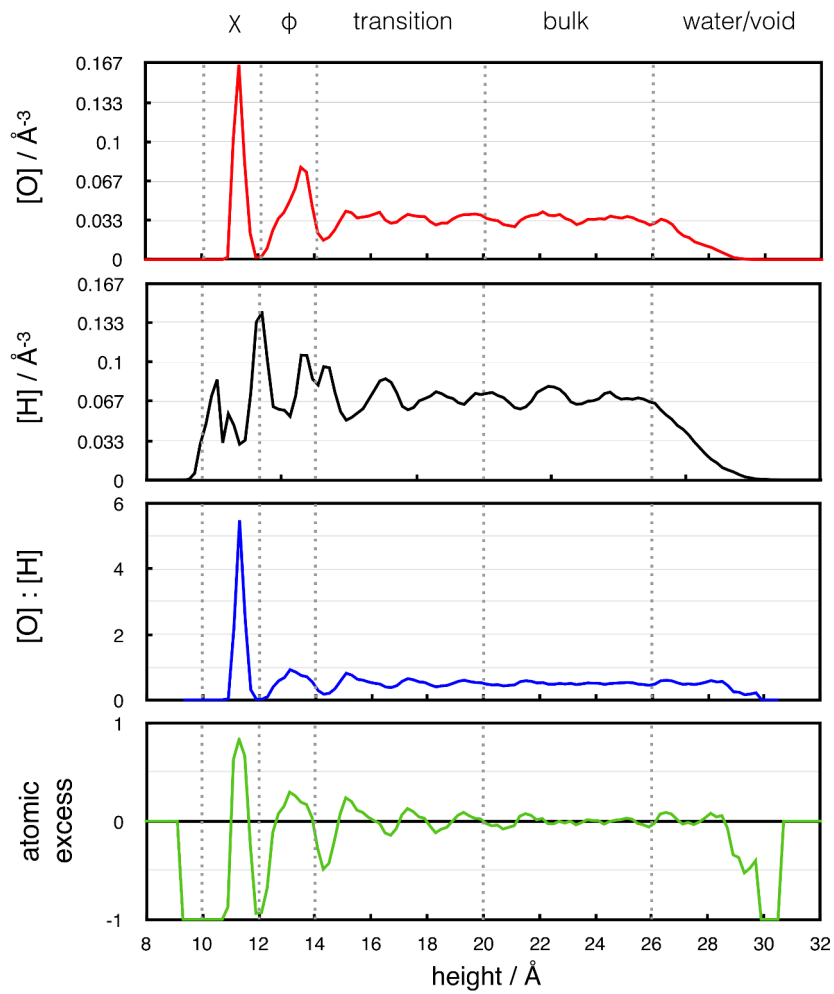 χ ϕ transition bulk water/void
0.167
0.133
0.1
0.067
0.033
0
[O] / Å-3
0.167
0.133
0.1
0.067
0.033
0
[H] / Å-3
6
4
2
0
[O] : [H]
1
0
-1
atomic
excess
8 10 12 14 16 18 20 22 24 26 28 30 32
height / Å